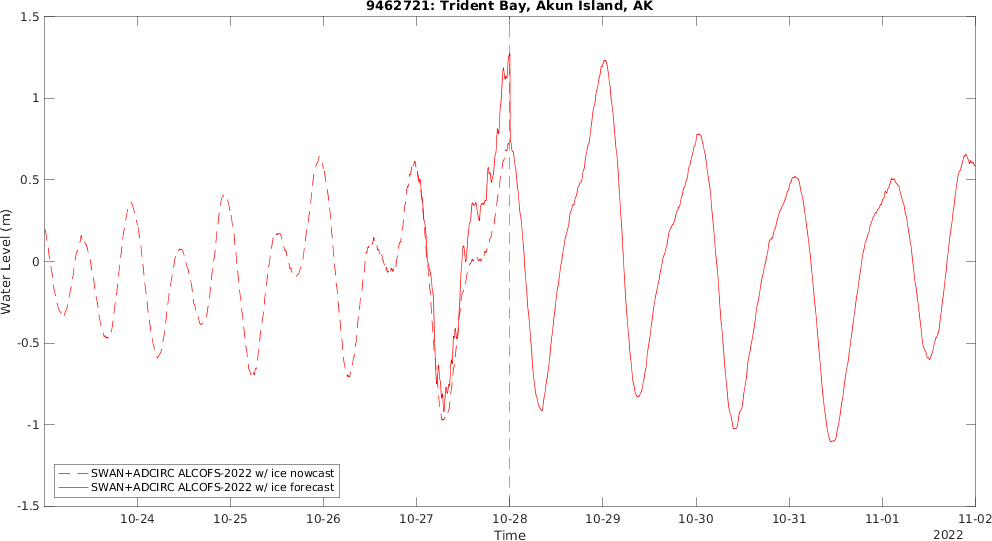 9462721: Trident Bay, Akun Island, AK
1.5
1
0.5
0
-0.5
-1
-1.5
Water Level (m)
SWAN+ADCIRC ALCOFS-2022 w/ ice nowcast
SWAN+ADCIRC ALCOFS-2022 w/ ice forecast
10-24 10-25 10-26 10-27 10-28 10-29 10-30 10-31 11-01 11-02
Time
2022